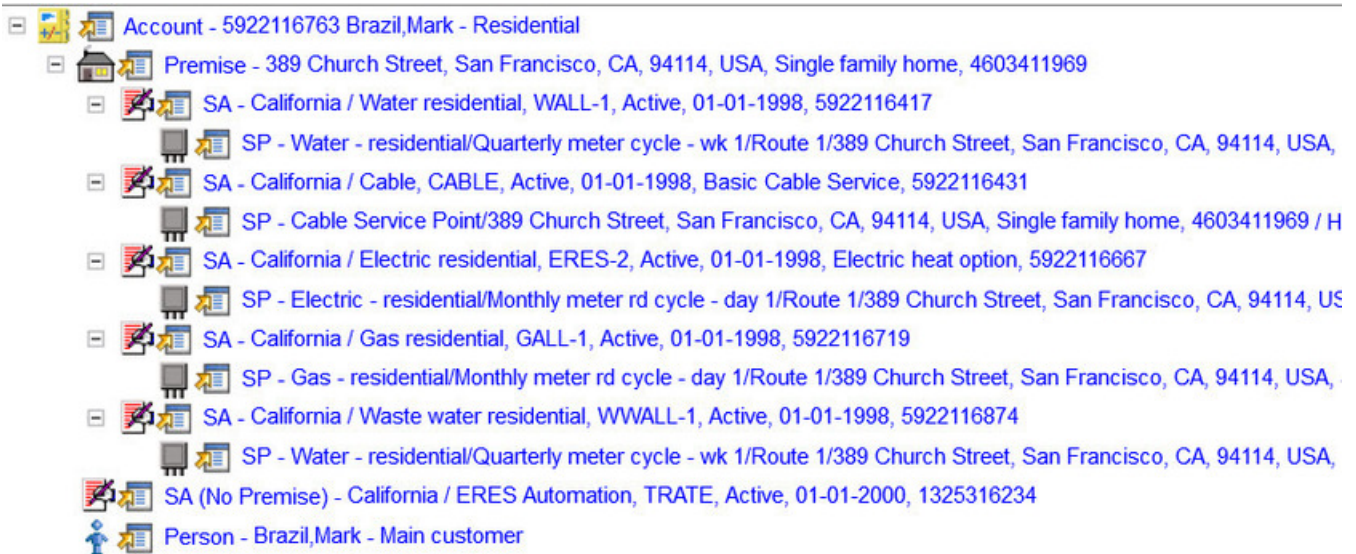 Account - 5922116763 Brazil,Mark - Residential
Premise - 389 Church Street, San Francisco, CA, 94114, USA, Single family home, 4603411969
SA - California / Water residential, WALL-1, Active, 01-01-1998, 5922116417
SP - Water - residential/Quarterly meter cycle - wk 1/Route 1/389 Church Street, San Francisco, CA, 94114, USA,
SA - California / Cable, CABLE, Active, 01-01-1998, Basic Cable Service, 5922116431
SP - Cable Service Point/389 Church Street, San Francisco, CA, 94114, USA, Single family home, 4603411969 / H
SA - California / Electric residential, ERES-2, Active, 01-01-1998, Electric heat option, 5922116667
SP - Electric - residential/Monthly meter rd cycle - day 1/Route 1/389 Church Street, San Francisco, CA, 94114, US
SA - California / Gas residential, GALL-1, Active, 01-01-1998, 5922116719
SP - Gas - residential/Monthly meter rd cycle - day 1/Route 1/389 Church Street, San Francisco, CA, 94114, USA,
SA - California / Waste water residential, WWALL-1, Active, 01-01-1998, 5922116874
SP - Water - residential/Quarterly meter cycle - wk 1/Route 1/389 Church Street, San Francisco, CA, 94114, USA,
SA (No Premise) - California / ERES Automation, TRATE, Active, 01-01-2000, 1325316234
Person - Brazil,Mark - Main customer